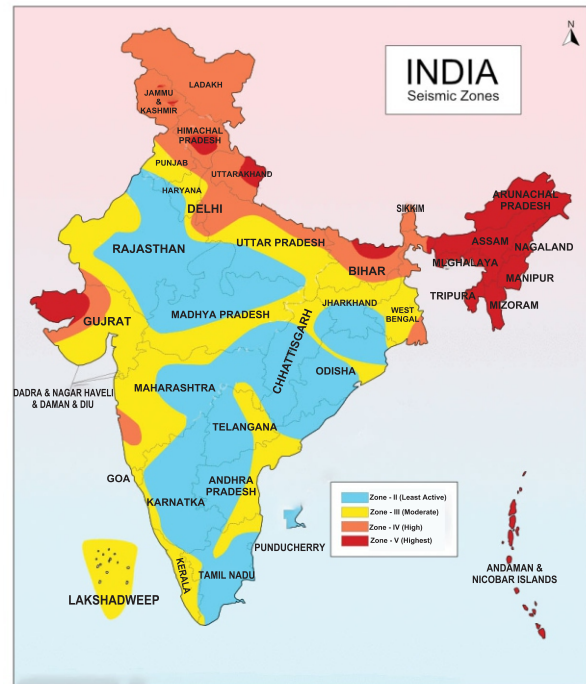 N
INDIA
Seismic Zones
LADAKH
JAMMU
&
KASHMIR
HIMACHAL
PRADESH
PUNJAB
UTTARAKHAND
HARYANA
DELHI
SIKKIM
ARUNACHAL
PRADESH
RAJASTHAN
UTTAR PRADESH
ASSAM
NAGALAND
BIHAR
MLGHALAYA
MANIPUR
TRIPURA
MIZORAM
GUJRAT
MADHYA PRADESH
JHARKHAND
WEST
BENGAL
CHHATTISGARH
DADRA & NAGAR HAVELI
& DAMAN & DIU
MAHARASHTRA
ODISHA
TELANGANA
GOA
ANDHRA
PRADESH
KARNATKA
Zone - II (Least Active)
Zone - III (Moderate)
Zone - IV (High)
Zone - V (Highest)
PUNDUCHERRY
KERALA
TAMIL NADU
LAKSHADWEEP
ANDAMAN &
NICOBAR ISLANDS